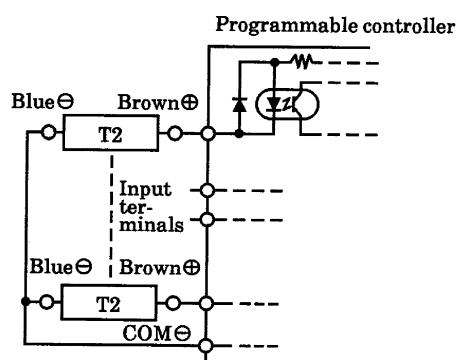 Programmable controller
Blue⊖ Brown⊕
T2
Input
ter-
minals
Blue⊖ Brown⊕
T2
COM⊖